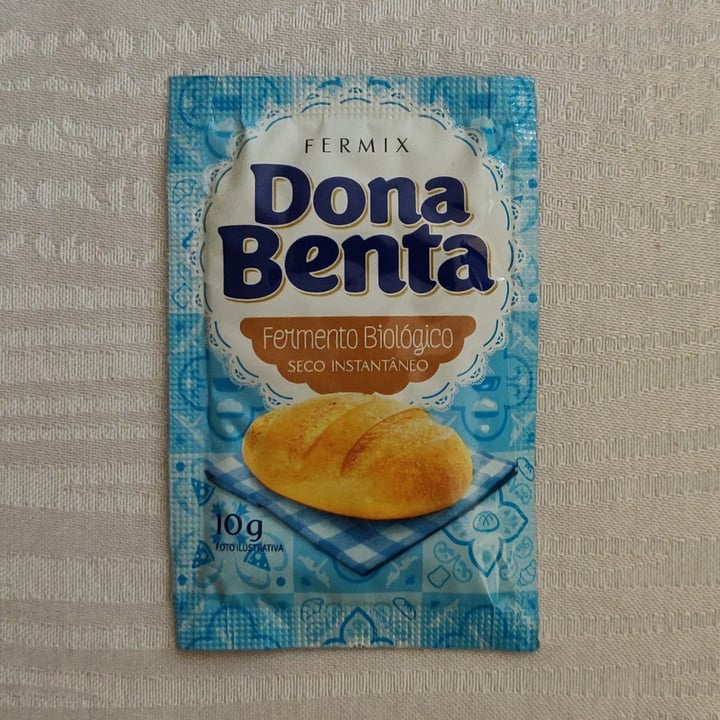 FERMIX
Dona
Benta
Fermento Biológico
SECO INSTANTÂNEO
10g
FOTO ILUSTRATIVA